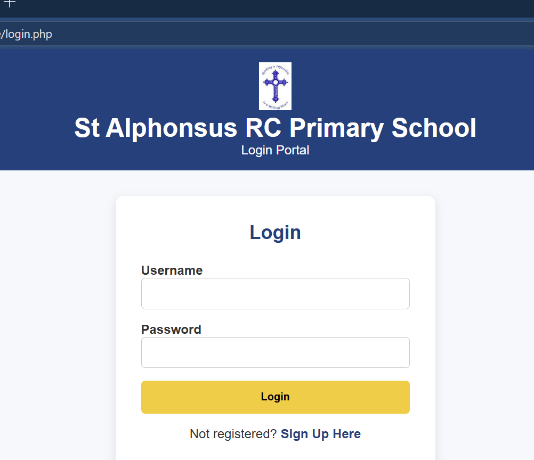 /login.php
St Alphonsus RC Primary School
Login Portal
Login
Username
Password
Login
Not registered? Sign Up Here